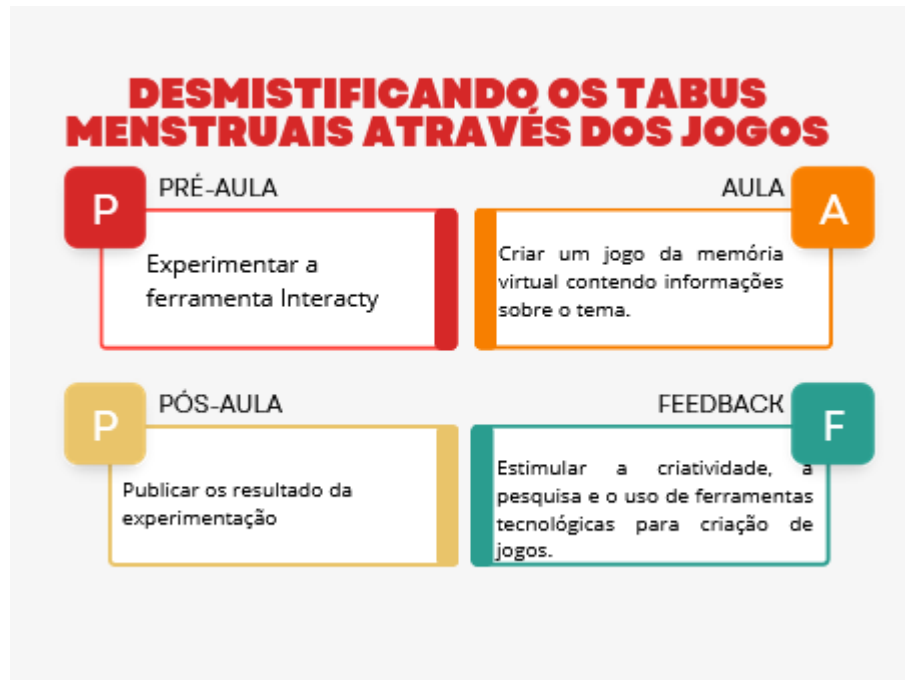 DESMISTIFICANDO OS TABUS
MENSTRUAIS ATRAVÉS DOS JOGOS
P
PRÉ-AULA
Experimentar a
ferramenta Interacty
AULA
A
Criar um jogo da memória
virtual contendo informações
sobre o tema.
P
PÓS-AULA
Publicar os resultado da
experimentação
FEEDBACK
F
Estimular a criatividade, a
pesquisa e o uso de ferramentas
tecnológicas para criação de
jogos.